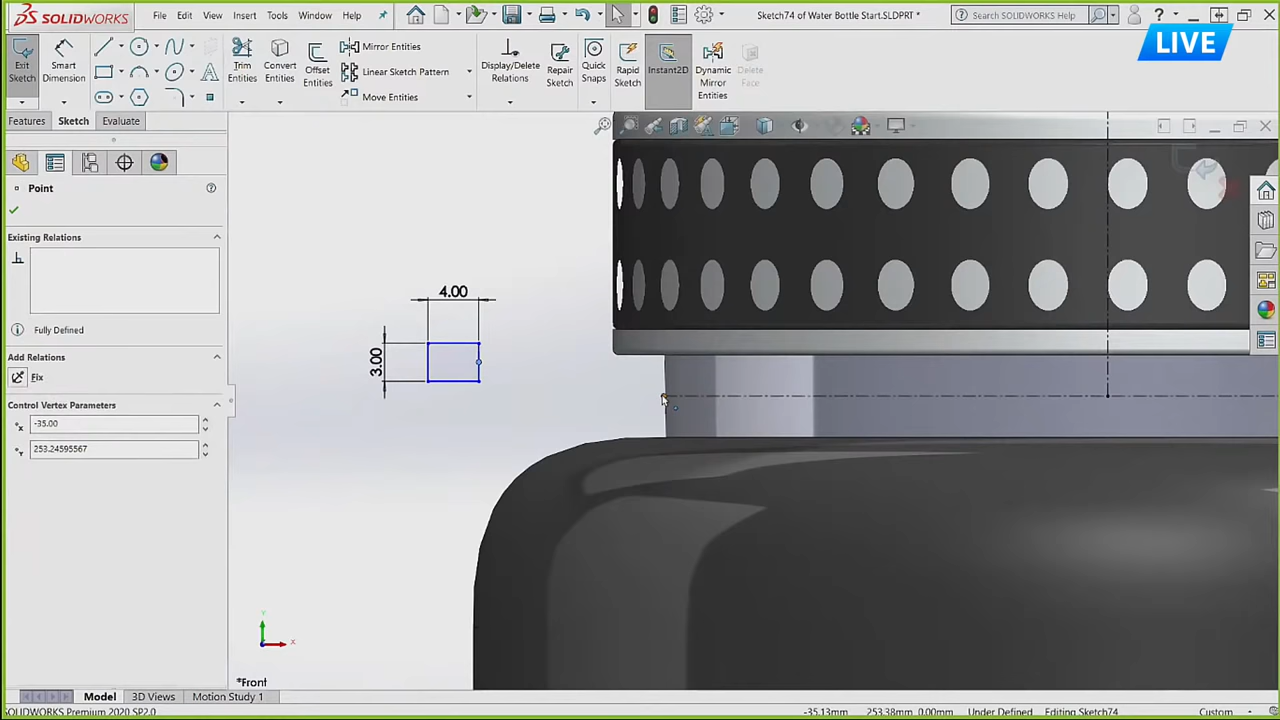 SOLIDWORKS
File Edit View Insert Tools Window Help
Sketch74 of Water Bottle Start.SLDPRT *
Search SOLIDWORKS Help
LIVE
Exit Sketch
Smart Dimension
Trim Entities
Convert Entities
Offset Entities
Mirror Entities
Linear Sketch Pattern
Move Entities
Display/Delete Relations
Repair Sketch
Quick Snaps
Rapid Sketch
Instant2D
Dynamic Mirror Entities
Delete Face
Features Sketch Evaluate
Point
Existing Relations
Fully Defined
Add Relations
Fix
Control Vertex Parameters
-35.00
253.24595567
4.00
3.00
Y
X
*Front
Model 3D Views Motion Study 1
SOLIDWORKS Premium 2020 SP2.0
-35.13mm 253.38mm 0.00mm Under Defined Editing Sketch74 Custom